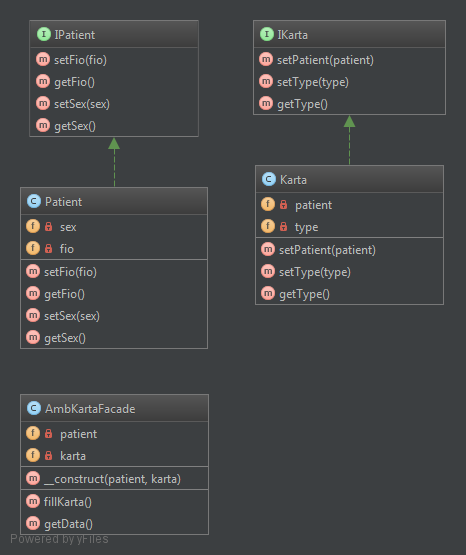 IPatient
setFio(fio)
getFio()
setSex(sex)
getSex()
IKarta
setPatient(patient)
setType(type)
getType()
Patient
sex
fio
setFio(fio)
getFio()
setSex(sex)
getSex()
Karta
patient
type
setPatient(patient)
setType(type)
getType()
AmbKartaFacade
patient
karta
__construct(patient, karta)
fillKarta()
getData()
Powered by yFiles